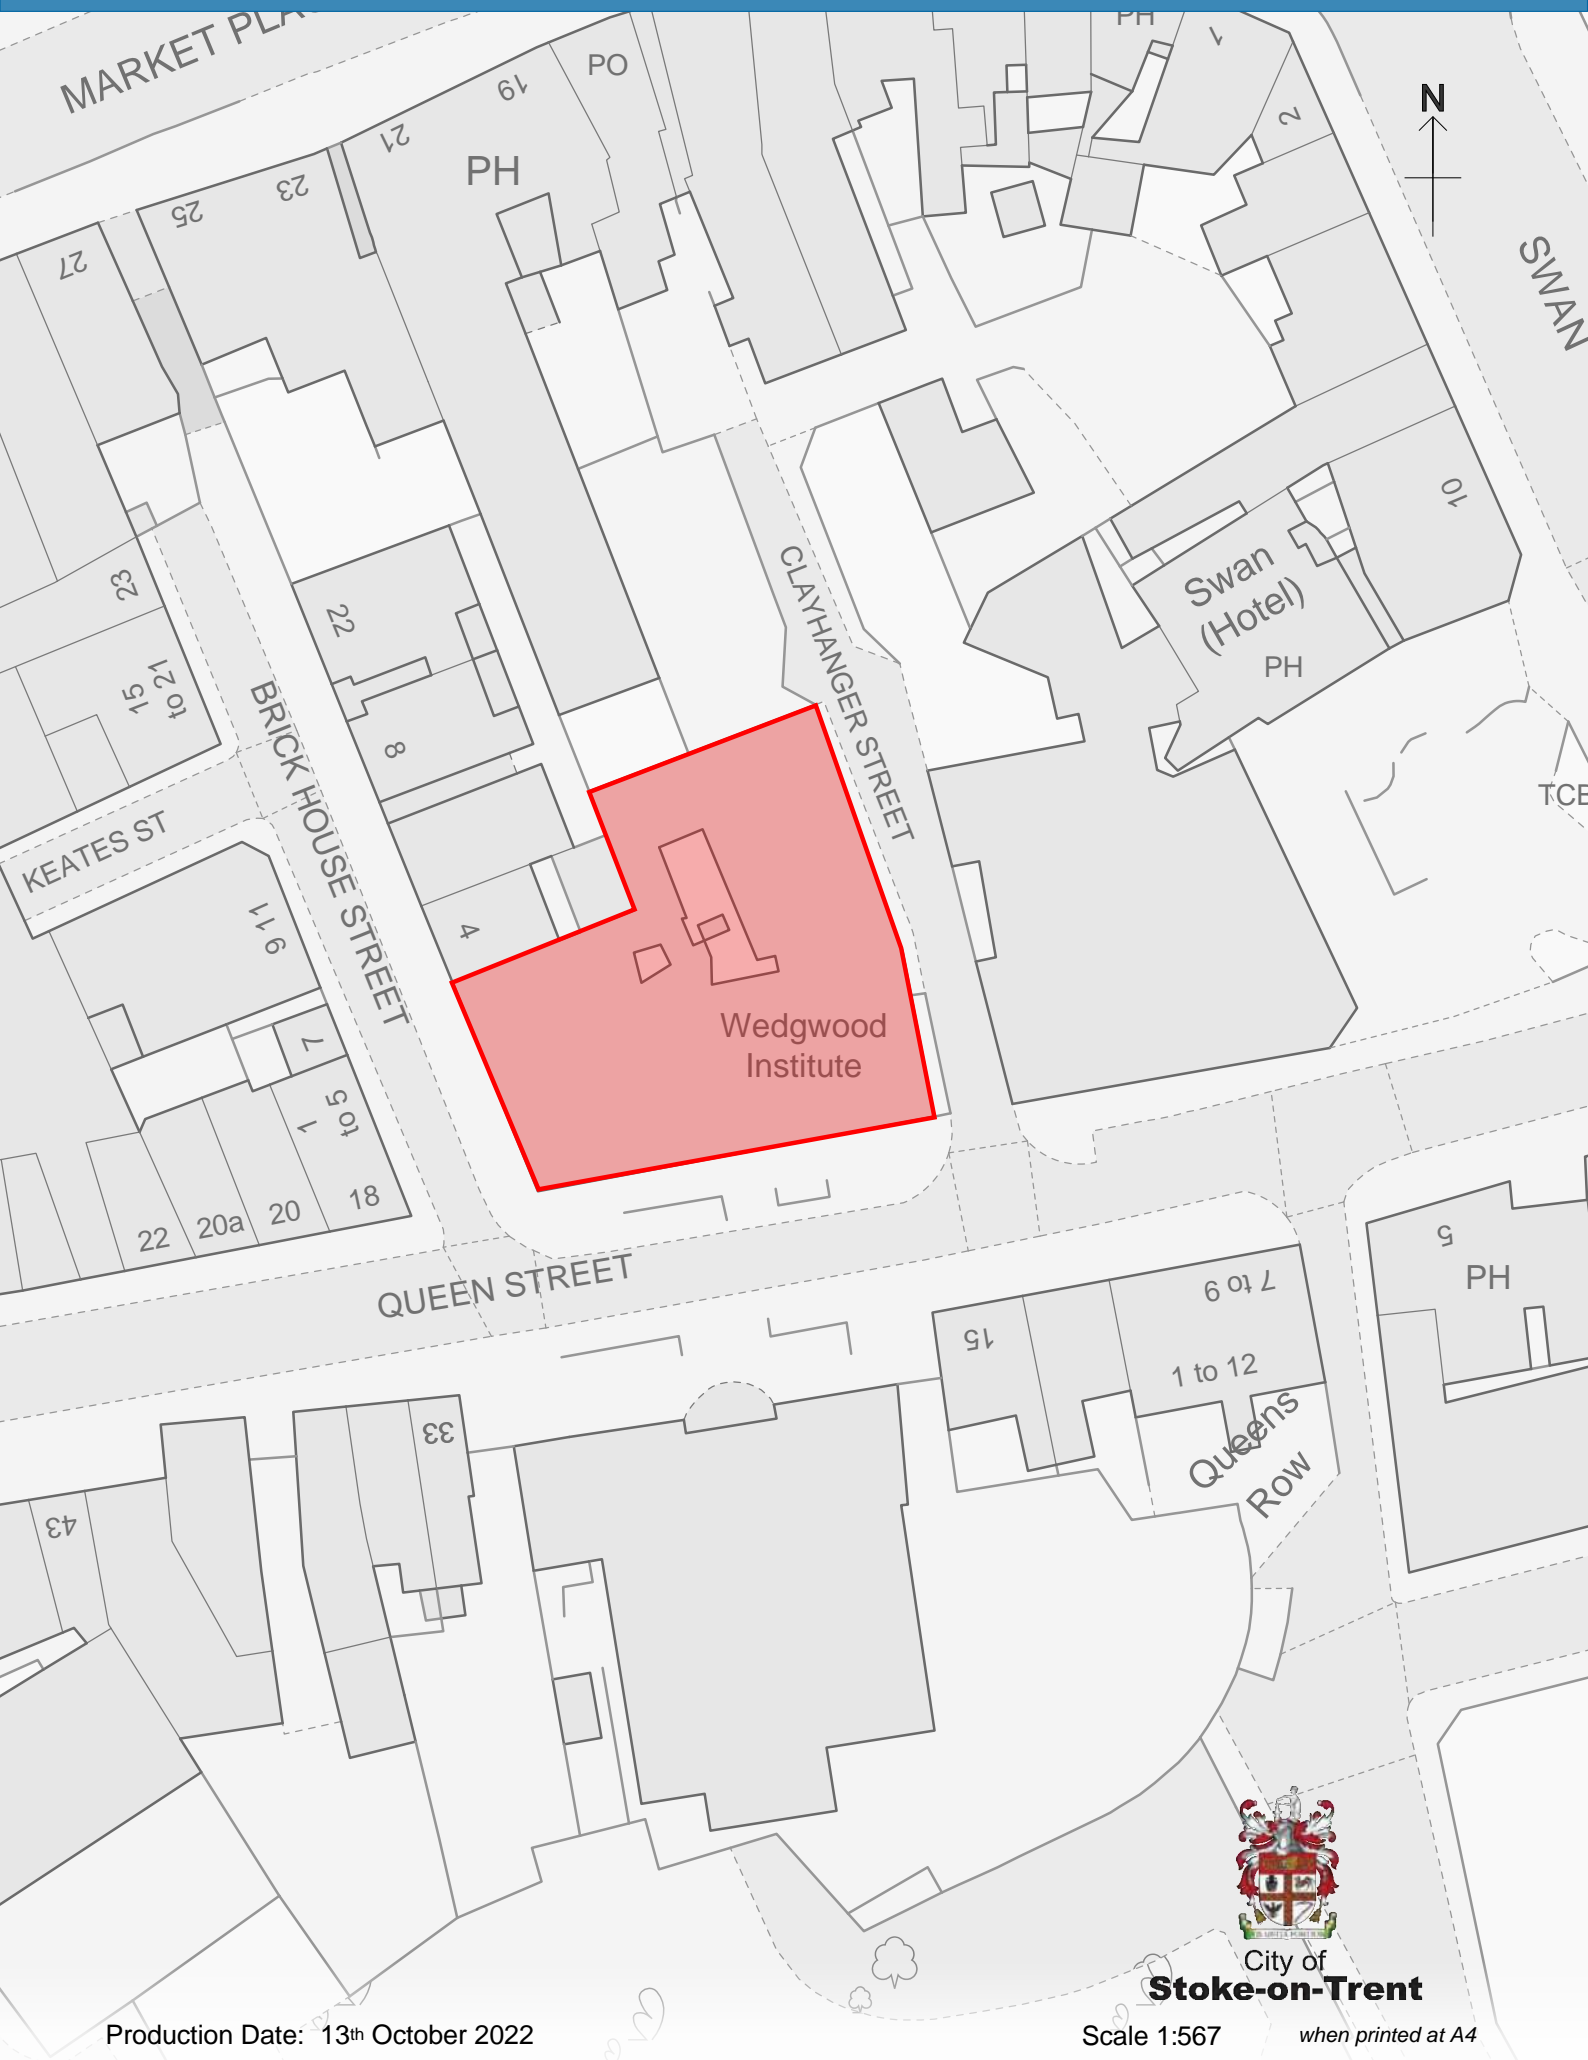 MARKET
PH
PO
19
1
21
2
N
PH
23
25
SWAN
27
10
CLAYHANGER STREET
Swan
(Hotel)
PH
23
22
15
to 21
BRICK HOUSE STREET
8
TCB
KEATES ST
9 11
4
Wedgwood
Institute
7
1
to 5
18
20
20a
22
5
PH
QUEEN STREET
7 to 9
15
1 to 12
Queens
Row
33
43
City of
Stoke-on-Trent
Production Date: 13th October 2022
Scale 1:567
when printed at A4